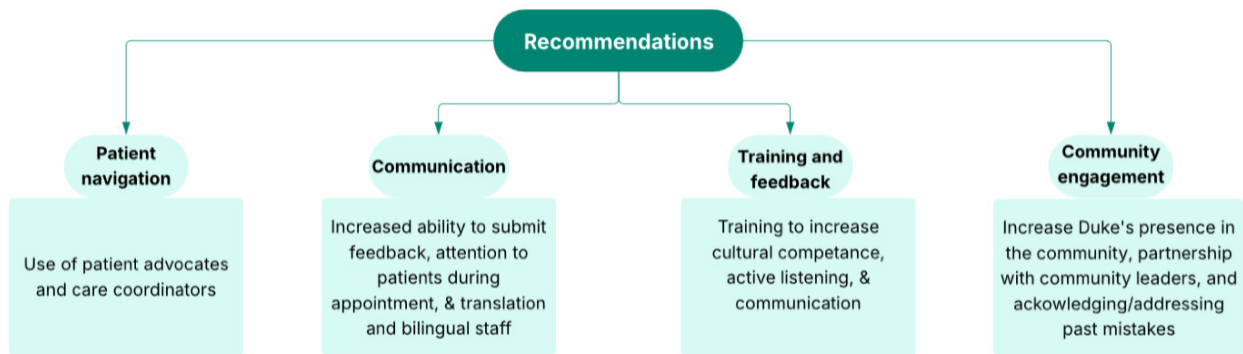 Recommendations
Patient
navigation
Use of patient advocates
and care coordinators
Communication
Increased ability to submit
feedback, attention to
patients during
appointment, & translation
and bilingual staff
Training and
feedback
Training to increase
cultural competance,
active listening, &
communication
Community
engagement
Increase Duke's presence in
the community, partnership
with community leaders, and
ackowledging/addressing
past mistakes